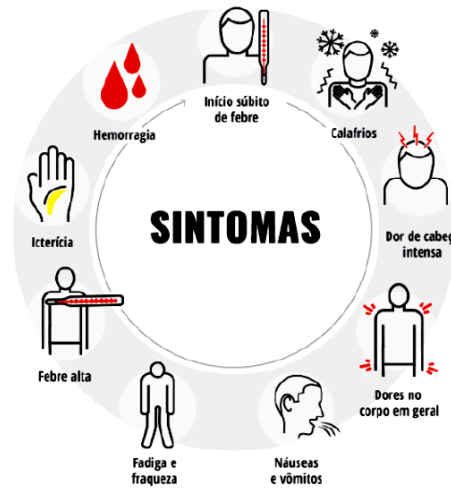 Início súbito
de febre
Calafrios
Dor de cabeç
intensa
Dores no
corpo em geral
Náuseas
e vômitos
Fadiga e
fraqueza
Febre alta
Icterícia
Hemorragia
SINTOMAS